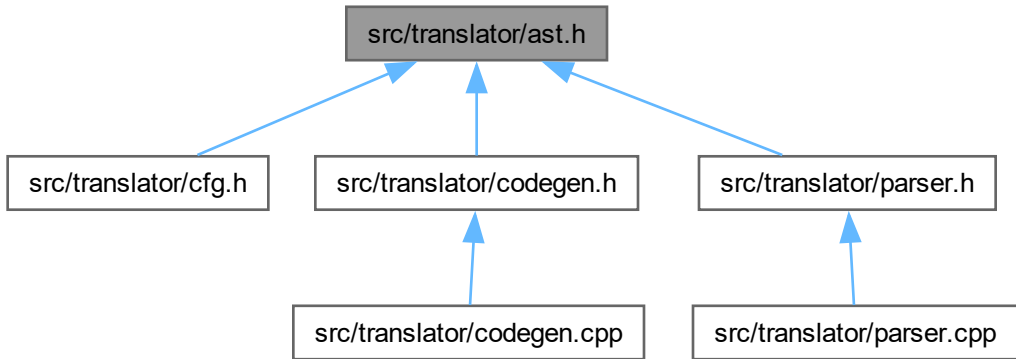 src/translator/ast.h
src/translator/cfg.h
src/translator/codegen.h
src/translator/parser.h
src/translator/codegen.cpp
src/translator/parser.cpp